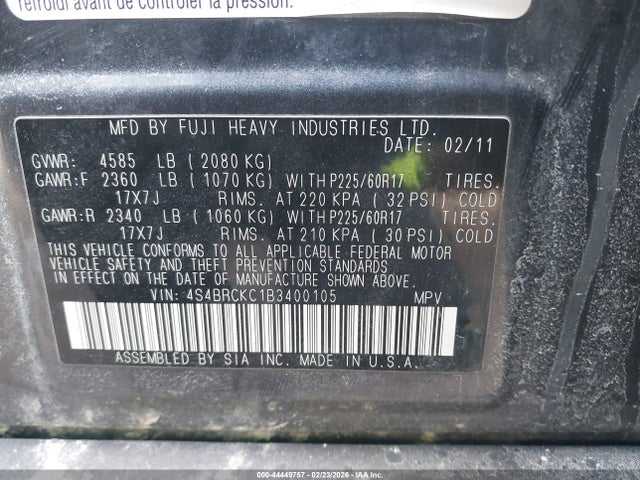 refroidi avant de contrôler la pression.
MFD BY FUJI HEAVY INDUSTRIES LTD.
DATE: 02/11
GVWR: 4585 LB ( 2080 KG)
GAWR:F 2360 LB ( 1070 KG) WITH P225/60R17 TIRES.
17X7J RIMS. AT 220 KPA ( 32 PSI) COLD
GAWR:R 2340 LB ( 1060 KG) WITH P225/60R17 TIRES.
17X7J RIMS. AT 210 KPA ( 30 PSI) COLD
THIS VEHICLE CONFORMS TO ALL APPLICABLE FEDERAL MOTOR
VEHICLE SAFETY AND THEFT PREVENTION STANDARDS
IN EFFECT ON THE DATE OF MANUFACTURE SHOWN ABOVE.
VIN: 4S4BRCKC1B3400105 MPV
ASSEMBLED BY SIA INC. MADE IN U.S.A.
000-44449757 - 02/23/2026 - IAAI.COM